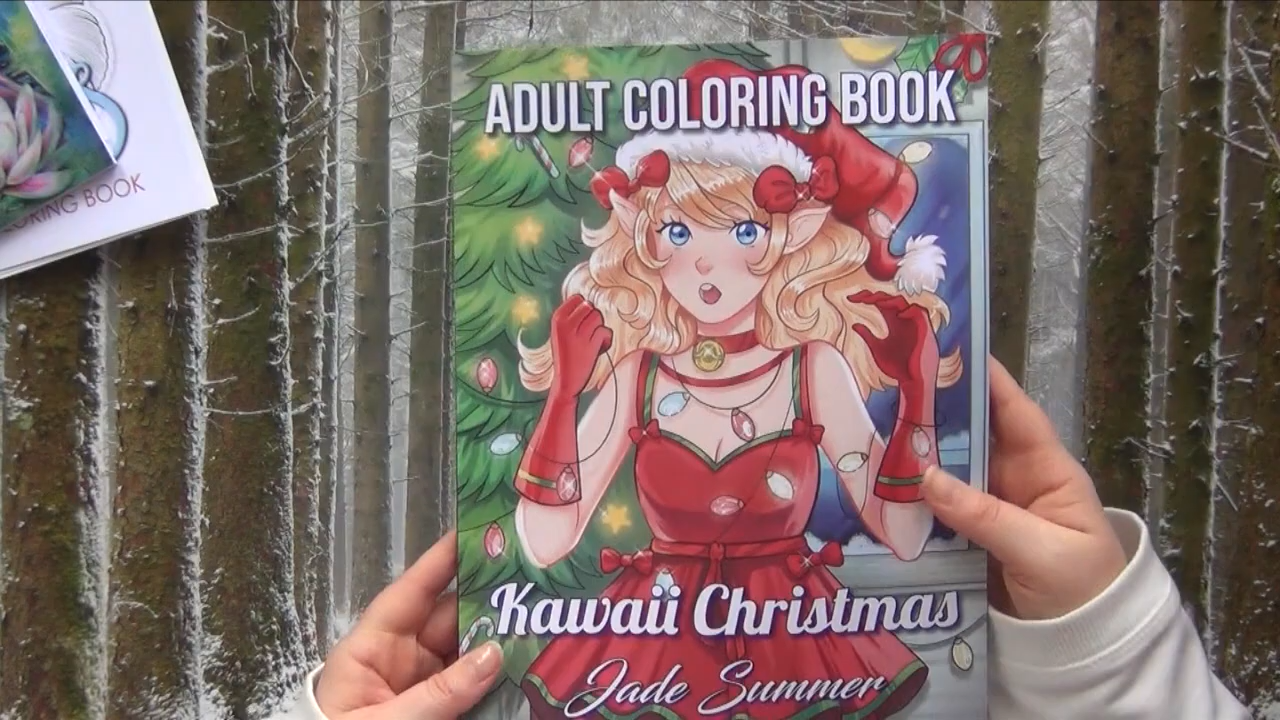 ADULT COLORING BOOK
Kawaii Christmas
Jade Summer
ORING BOOK